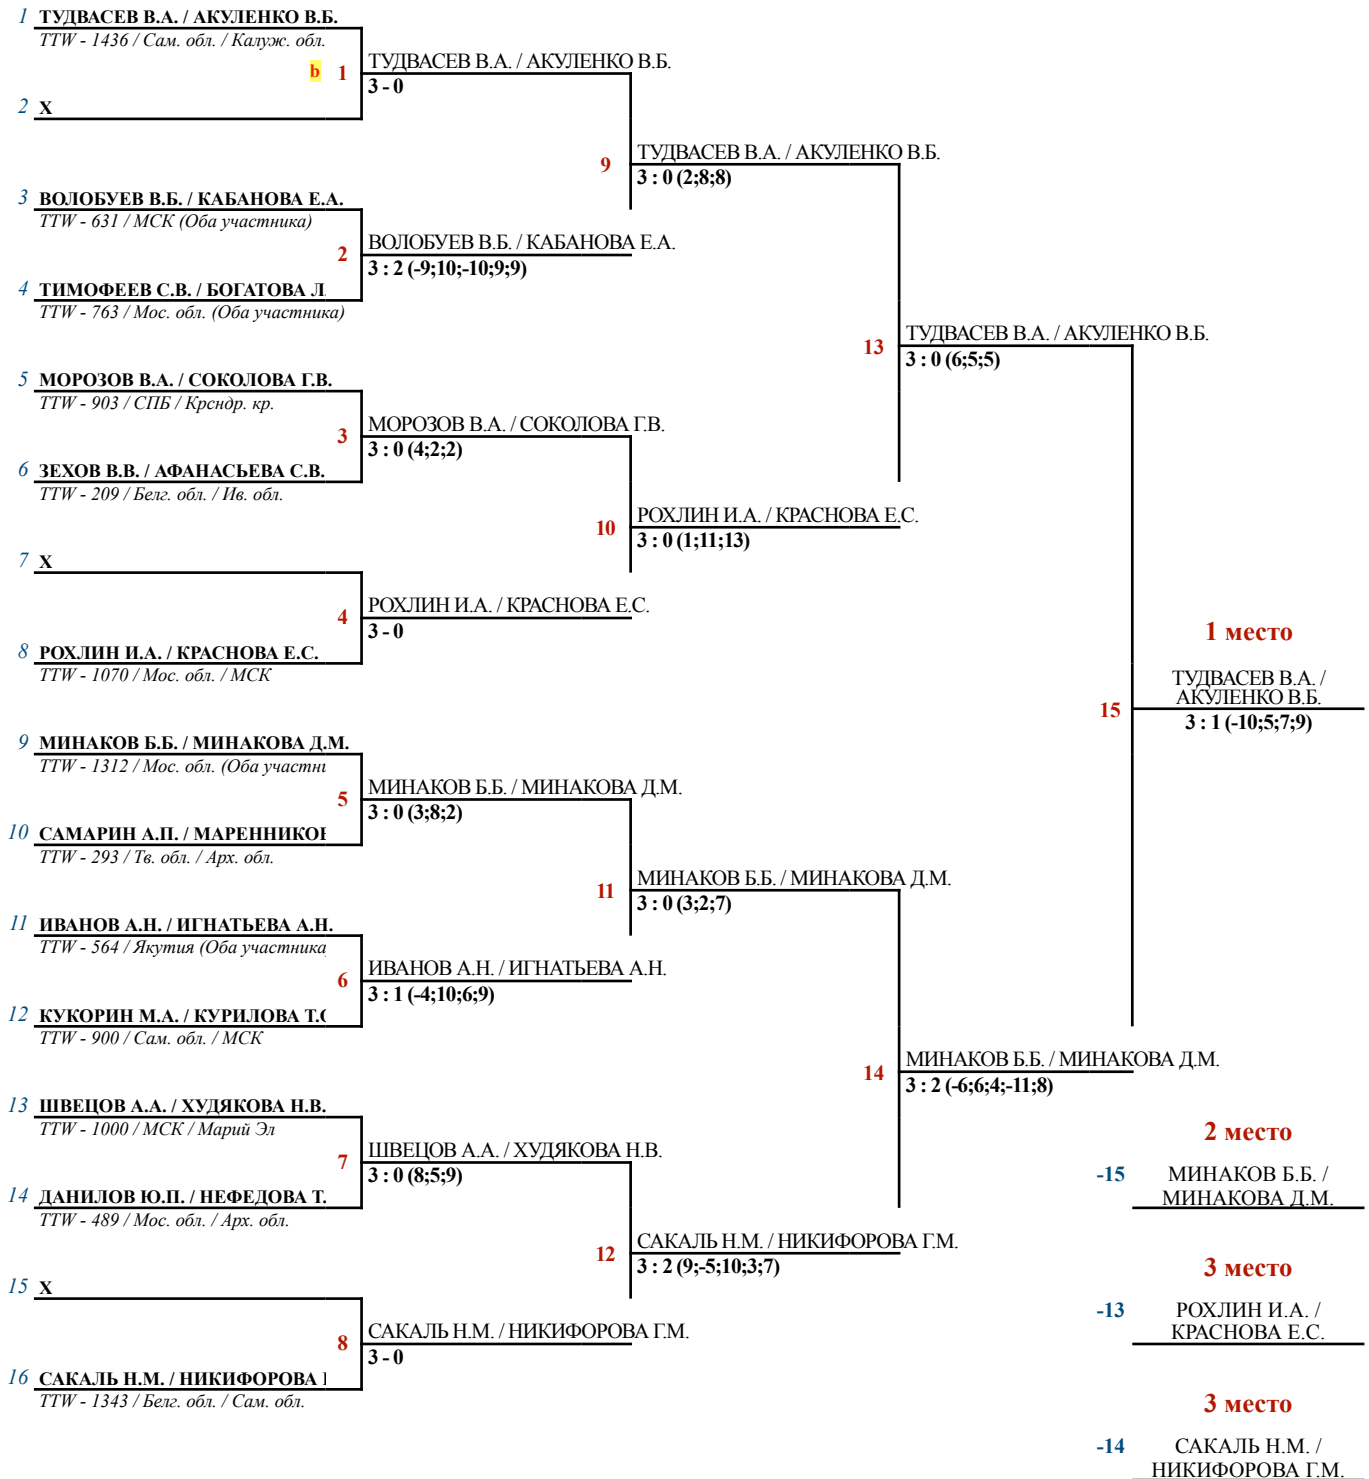 1 ТУДВАСЕВ В.А. / АКУЛЕНКО В.Б.
TTW - 1436 / Сам. обл. / Калуж. обл.
b 1
ТУДВАСЕВ В.А. / АКУЛЕНКО В.Б.
3 - 0
2 X
9
ТУДВАСЕВ В.А. / АКУЛЕНКО В.Б.
3 : 0 (2;8;8)
3 ВОЛОБУЕВ В.Б. / КАБАНОВА Е.А.
TTW - 631 / МСК (Оба участника)
2
ВОЛОБУЕВ В.Б. / КАБАНОВА Е.А.
3 : 2 (-9;10;-10;9;9)
4 ТИМОФЕЕВ С.В. / БОГАТОВА Л.
TTW - 763 / Мос. обл. (Оба участника)
13
ТУДВАСЕВ В.А. / АКУЛЕНКО В.Б.
3 : 0 (6;5;5)
5 МОРОЗОВ В.А. / СОКОЛОВА Г.В.
TTW - 903 / СПБ / Крсндр. кр.
3
МОРОЗОВ В.А. / СОКОЛОВА Г.В.
3 : 0 (4;2;2)
6 ЗЕХОВ В.В. / АФАНАСЬЕВА С.В.
TTW - 209 / Белг. обл. / Ив. обл.
10
РОХЛИН И.А. / КРАСНОВА Е.С.
3 : 0 (1;11;13)
7 X
4
РОХЛИН И.А. / КРАСНОВА Е.С.
3 - 0
8 РОХЛИН И.А. / КРАСНОВА Е.С.
TTW - 1070 / Мос. обл. / МСК
1 место
15
ТУДВАСЕВ В.А. /
АКУЛЕНКО В.Б.
3 : 1 (-10;5;7;9)
9 МИНАКОВ Б.Б. / МИНАКОВА Д.М.
TTW - 1312 / Мос. обл. (Оба участни
5
МИНАКОВ Б.Б. / МИНАКОВА Д.М.
3 : 0 (3;8;2)
10 САМАРИН А.П. / МАРЕННИКОВ
TTW - 293 / Тв. обл. / Арх. обл.
11
МИНАКОВ Б.Б. / МИНАКОВА Д.М.
3 : 0 (3;2;7)
11 ИВАНОВ А.Н. / ИГНАТЬЕВА А.Н.
TTW - 564 / Якутия (Оба участника
6
ИВАНОВ А.Н. / ИГНАТЬЕВА А.Н.
3 : 1 (-4;10;6;9)
12 КУКОРИН М.А. / КУРИЛОВА Т.С
TTW - 900 / Сам. обл. / МСК
14
МИНАКОВ Б.Б. / МИНАКОВА Д.М.
3 : 2 (-6;6;4;-11;8)
13 ШВЕЦОВ А.А. / ХУДЯКОВА Н.В.
TTW - 1000 / МСК / Марий Эл
7
ШВЕЦОВ А.А. / ХУДЯКОВА Н.В.
3 : 0 (8;5;9)
14 ДАНИЛОВ Ю.П. / НЕФЕДОВА Т.
TTW - 489 / Мос. обл. / Арх. обл.
2 место
-15 МИНАКОВ Б.Б. /
МИНАКОВА Д.М.
12
САКАЛЬ Н.М. / НИКИФОРОВА Г.М.
3 : 2 (9;-5;10;3;7)
15 X
8
САКАЛЬ Н.М. / НИКИФОРОВА Г.М.
3 - 0
16 САКАЛЬ Н.М. / НИКИФОРОВА
TTW - 1343 / Белг. обл. / Сам. обл.
3 место
-13 РОХЛИН И.А. /
КРАСНОВА Е.С.
3 место
-14 САКАЛЬ Н.М. /
НИКИФОРОВА Г.М.